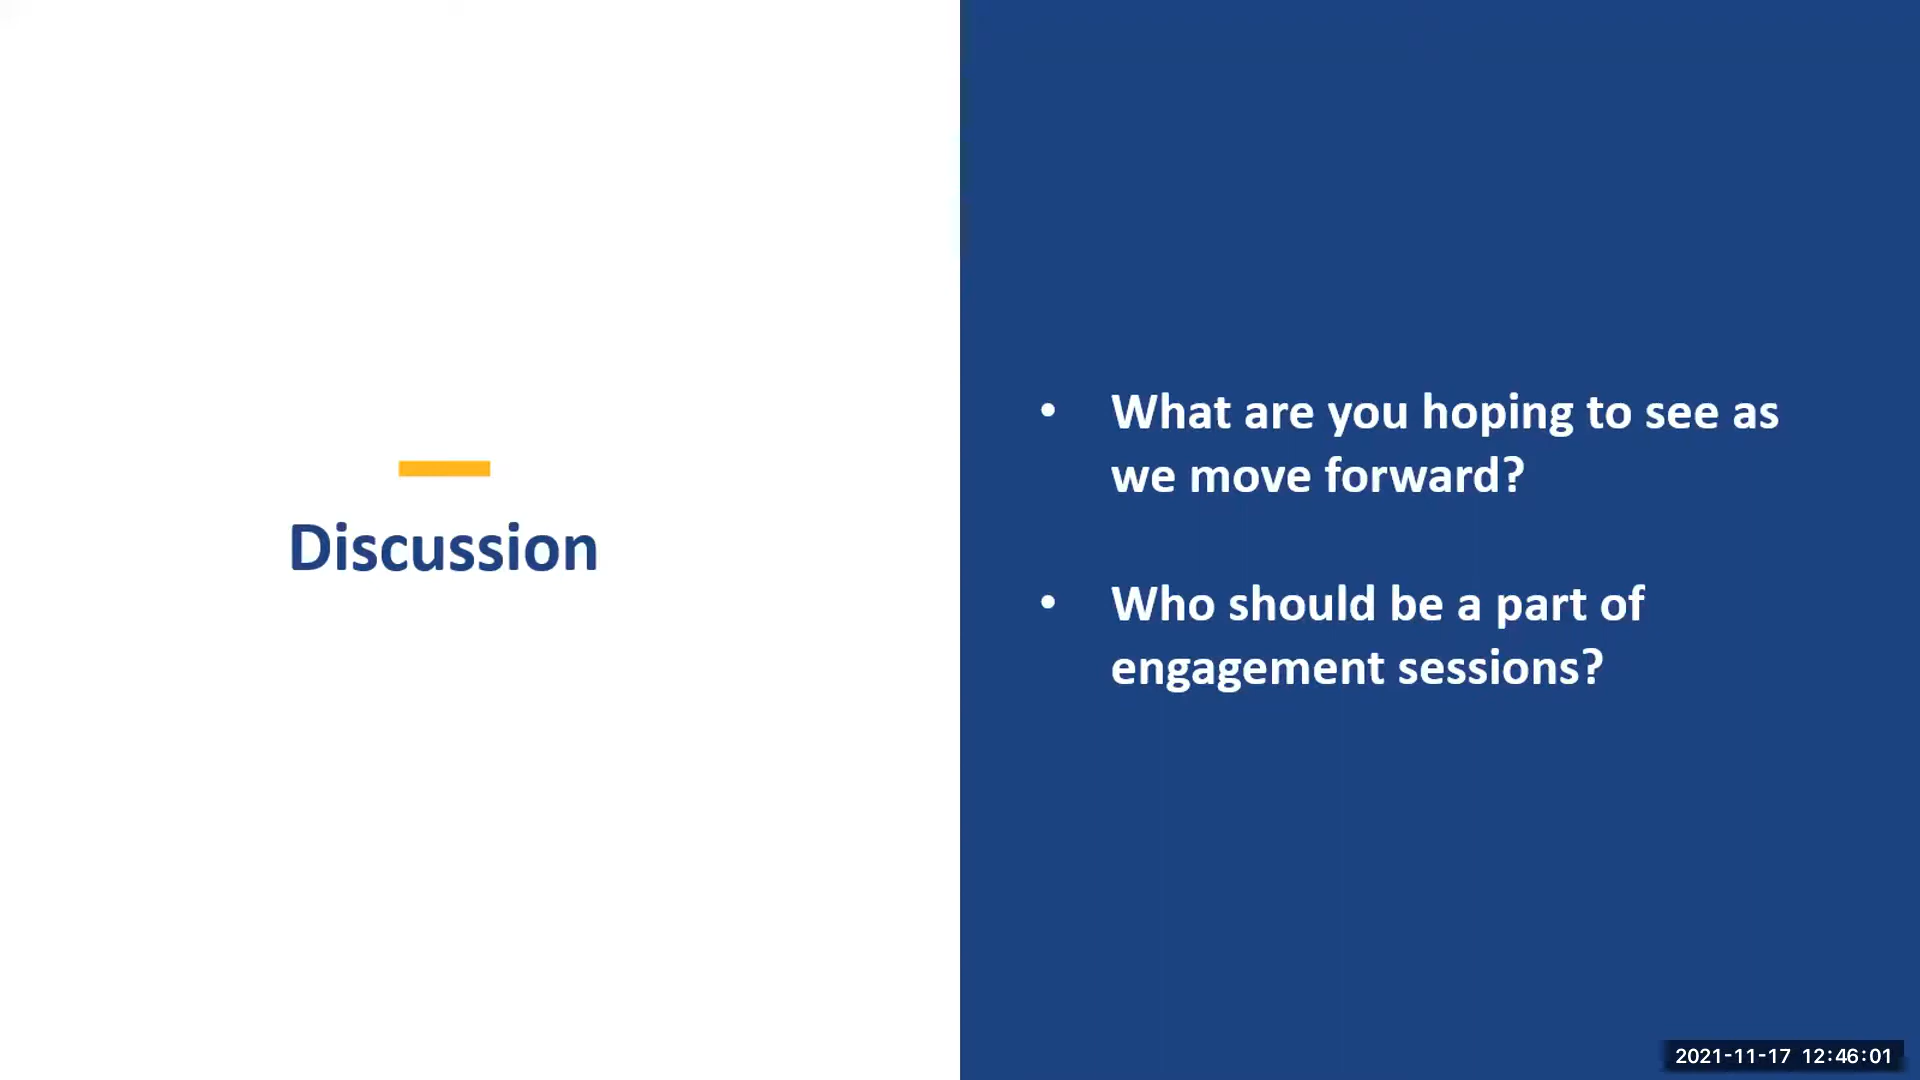 Discussion
• What are you hoping to see as
we move forward?
• Who should be a part of
engagement sessions?
2021-11-17 12:46:01